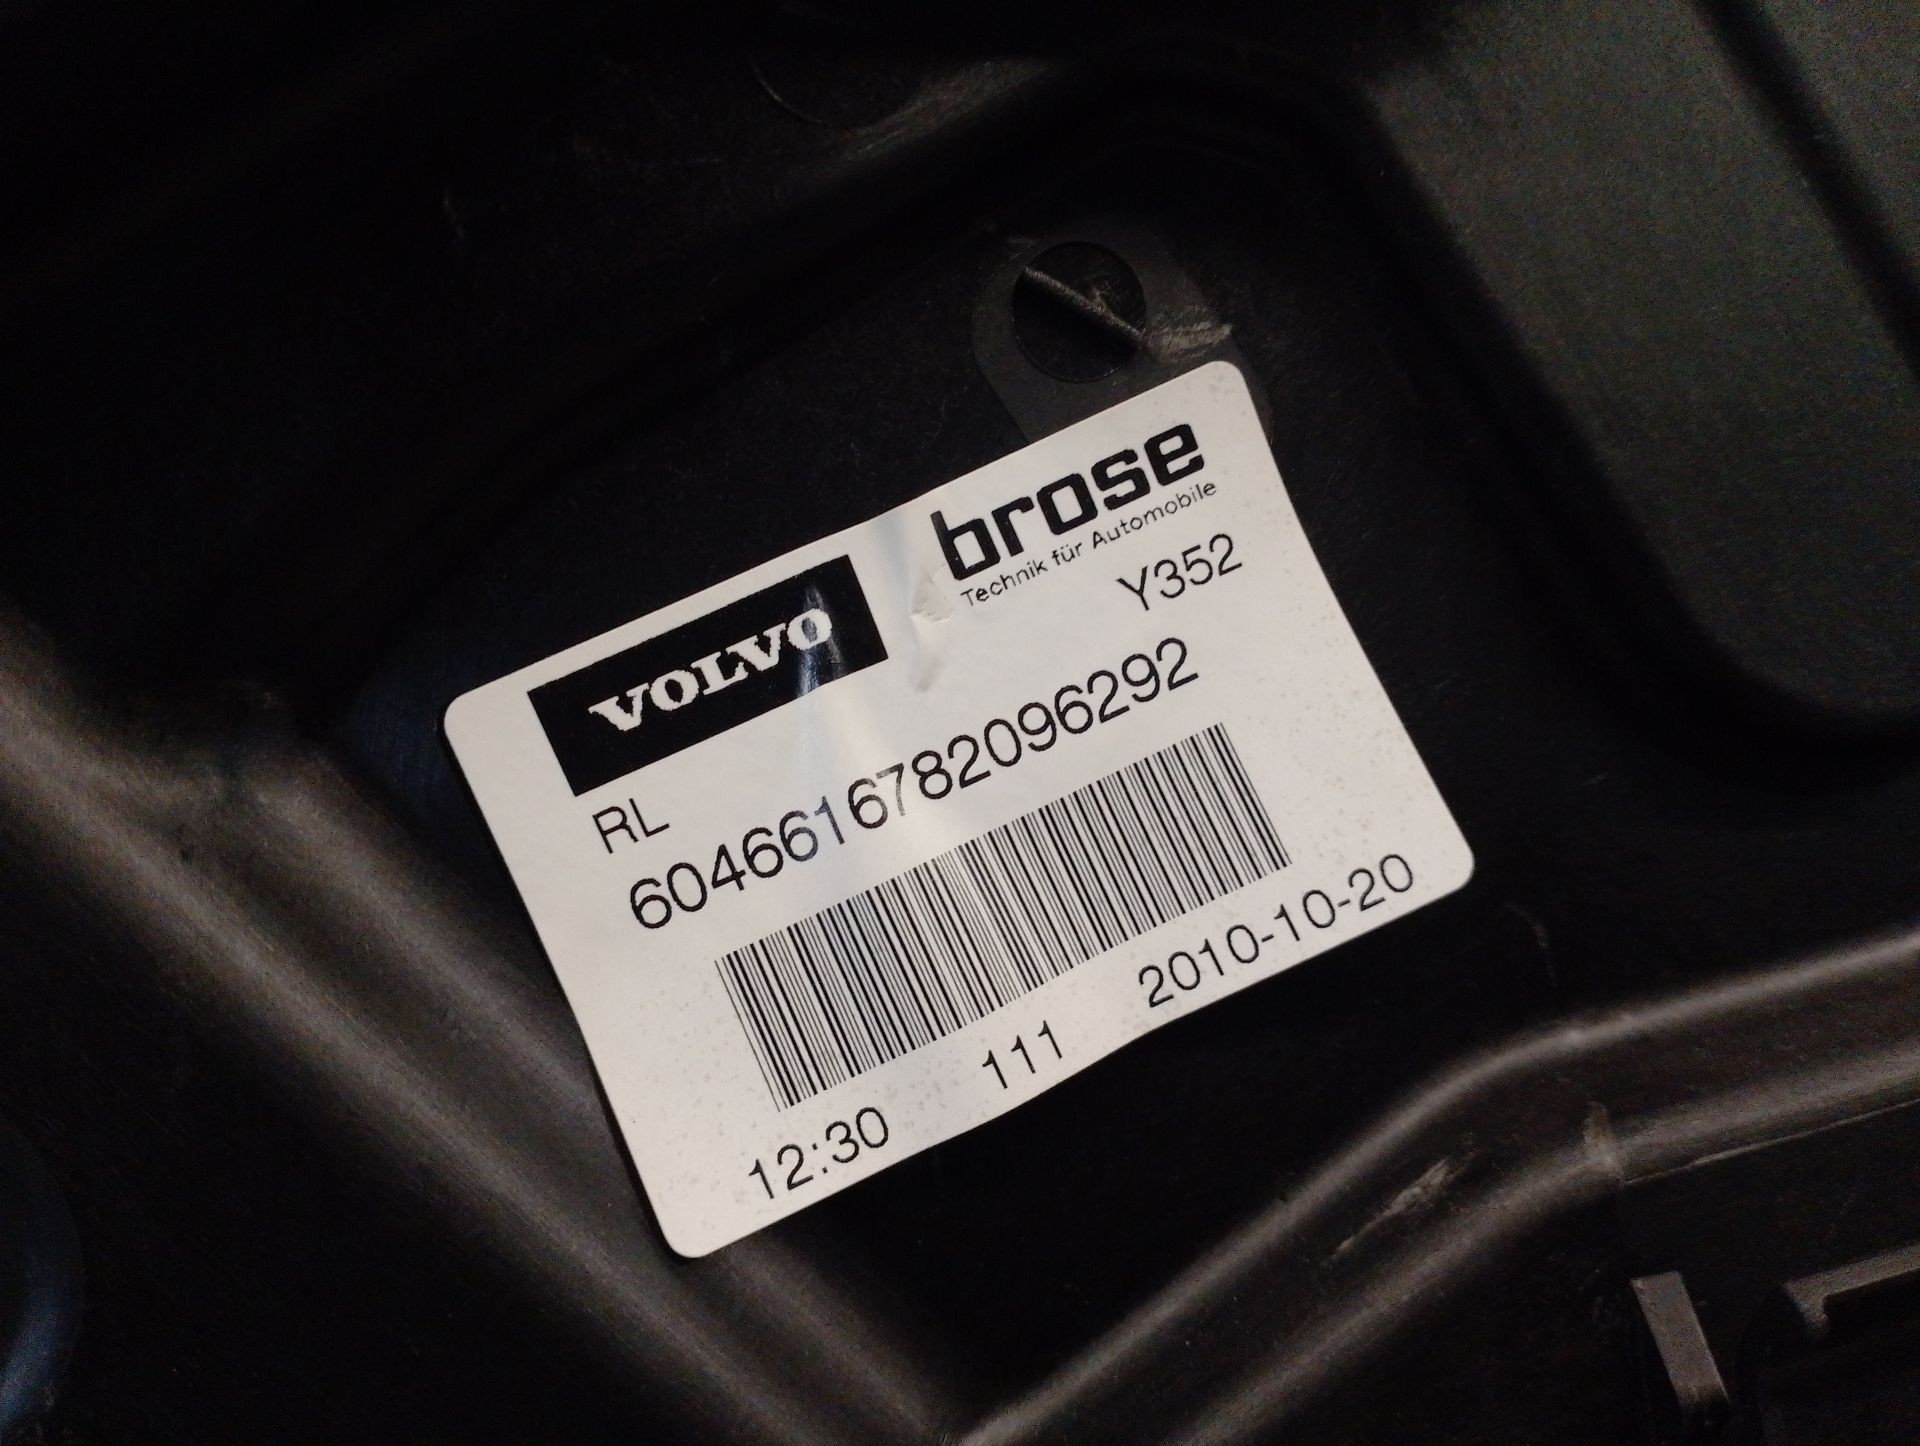 VOLVO
brose
Technik für Automobile
Y352
RL
6046616782096292
12:30 111 2010-10-20